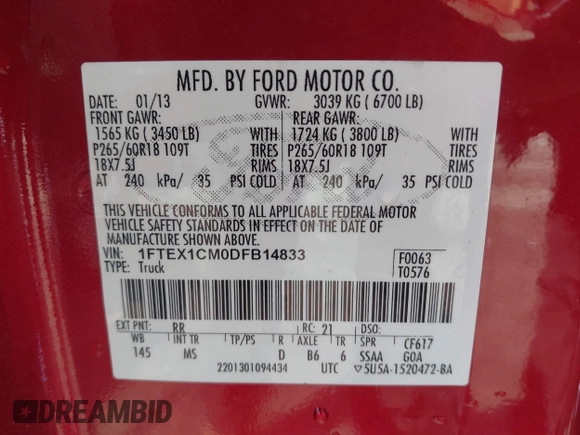 MFD. BY FORD MOTOR CO.
DATE: 01/13 GVWR: 3039 KG ( 6700 LB)
FRONT GAWR: REAR GAWR:
1565 KG ( 3450 LB) WITH 1724 KG ( 3800 LB) WITH
P265/60R18 109T TIRES P265/60R18 109T TIRES
18X7.5J RIMS 18X7.5J RIMS
AT 240 kPa/ 35 PSI COLD AT 240 kPa/ 35 PSI COLD
THIS VEHICLE CONFORMS TO ALL APPLICABLE FEDERAL MOTOR
VEHICLE SAFETY STANDARDS IN EFFECT ON THE DATE OF
MANUFACTURE SHOWN ABOVE.
VIN: 1FTEX1CM0DFB14833 F0063
TYPE: Truck T0576
EXT PNT: RR RC: 21 DSO:
WB INT TR TP/PS R AXLE TR SPR CF617
145 MS D B6 6 SSAA GOA
2201301094434 UTC 5U5A-1520472-BA
DREAMBID